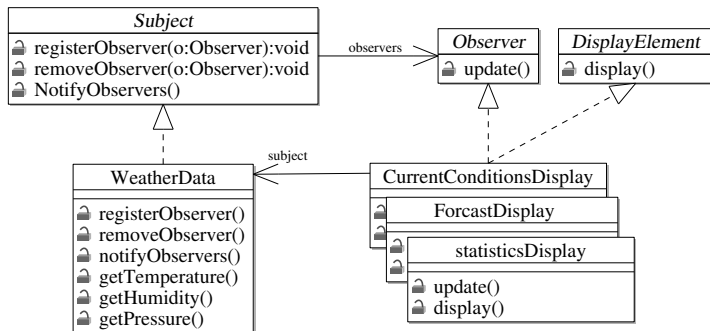 Subject
registerObserver(o:Observer):void
removeObserver(o:Observer):void
NotifyObservers()
observers
Observer
update()
DisplayElement
display()
subject
WeatherData
registerObserver()
removeObserver()
notifyObservers()
getTemperature()
getHumidity()
getPressure()
CurrentConditionsDisplay
ForcastDisplay
statisticsDisplay
update()
display()